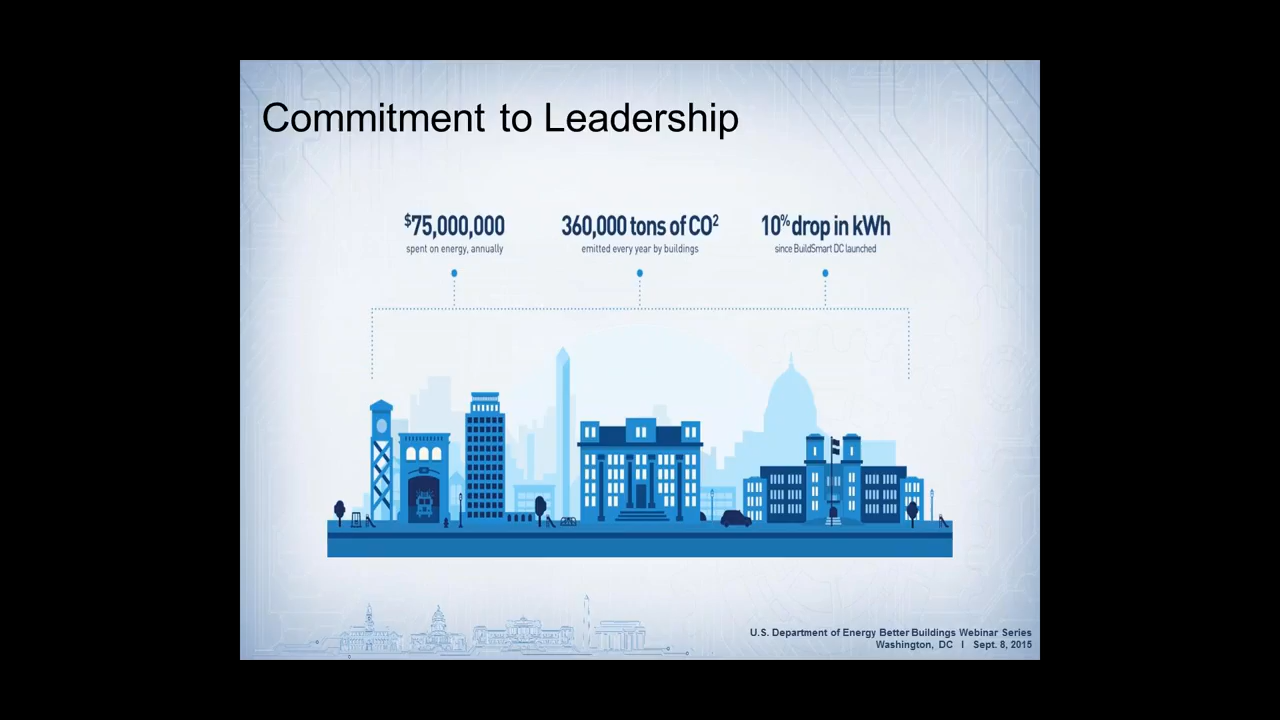 Commitment to Leadership
$75,000,000
spent on energy, annually
360,000 tons of CO²
emitted every year by buildings
10% drop in kWh
since BuildSmart DC launched
U.S. Department of Energy Better Buildings Webinar Series
Washington, DC I Sept. 8, 2015